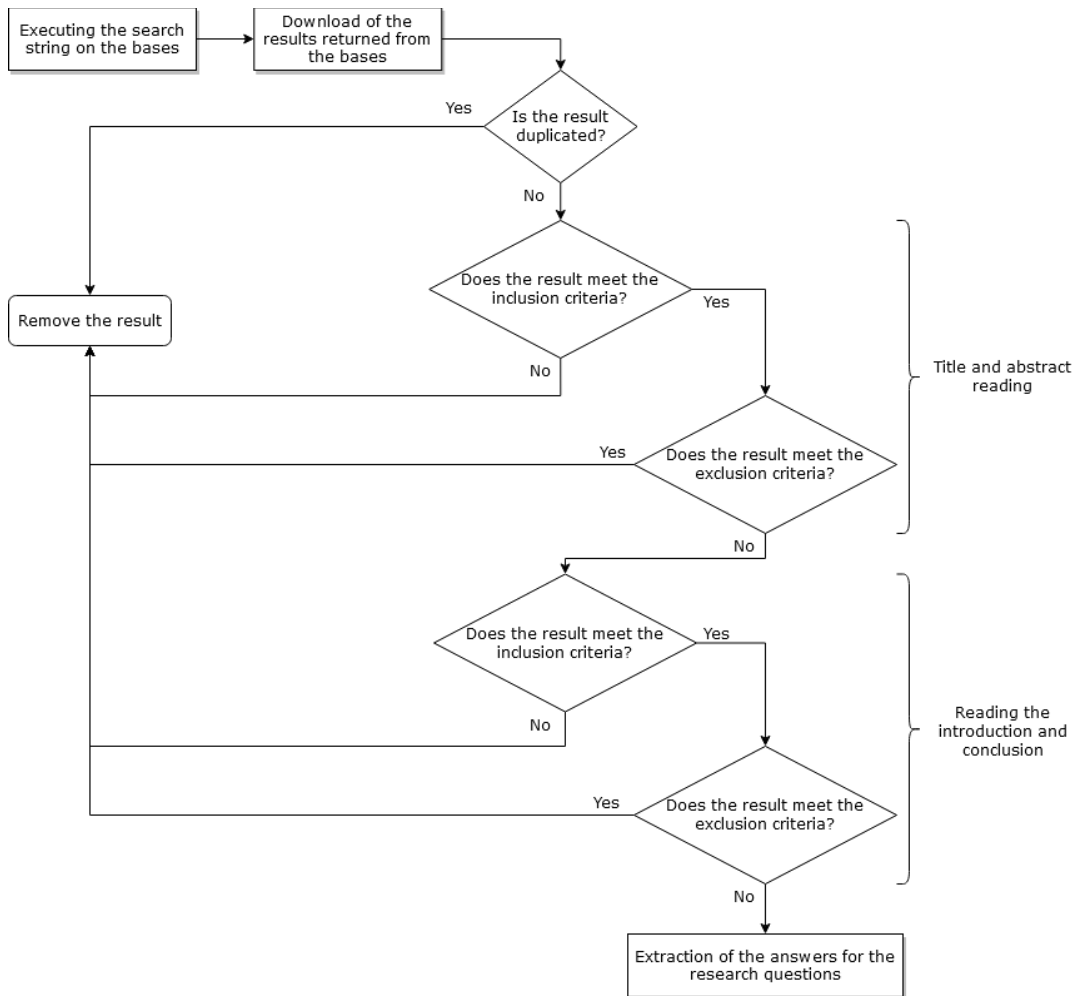 Executing the search
string on the bases
Download of the
results returned from
the bases
Yes
Is the result
duplicated?
No
Does the result meet the
inclusion criteria?
Yes
Remove the result
No
Title and abstract
reading
Yes
Does the result meet the
exclusion criteria?
No
Does the result meet the
inclusion criteria?
Yes
No
Reading the
introduction and
conclusion
Yes
Does the result meet the
exclusion criteria?
No
Extraction of the answers for the
research questions